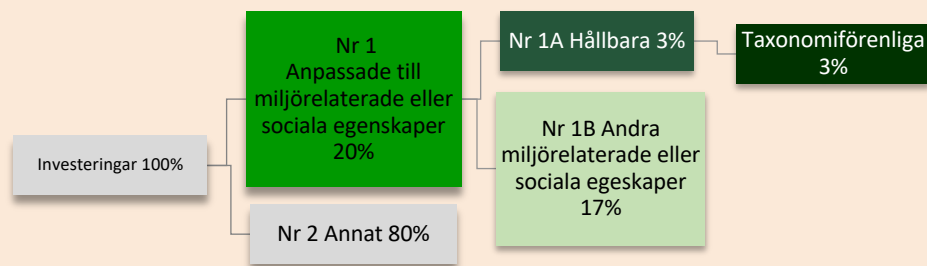 Investeringar 100%
Nr 1
Anpassade till
miljörelaterade eller
sociala egenskaper
20%
Nr 2 Annat 80%
Nr 1A Hållbara 3%
Nr 1B Andra
miljörelaterade eller
sociala egeskaper
17%
Taxonomiförenliga
3%